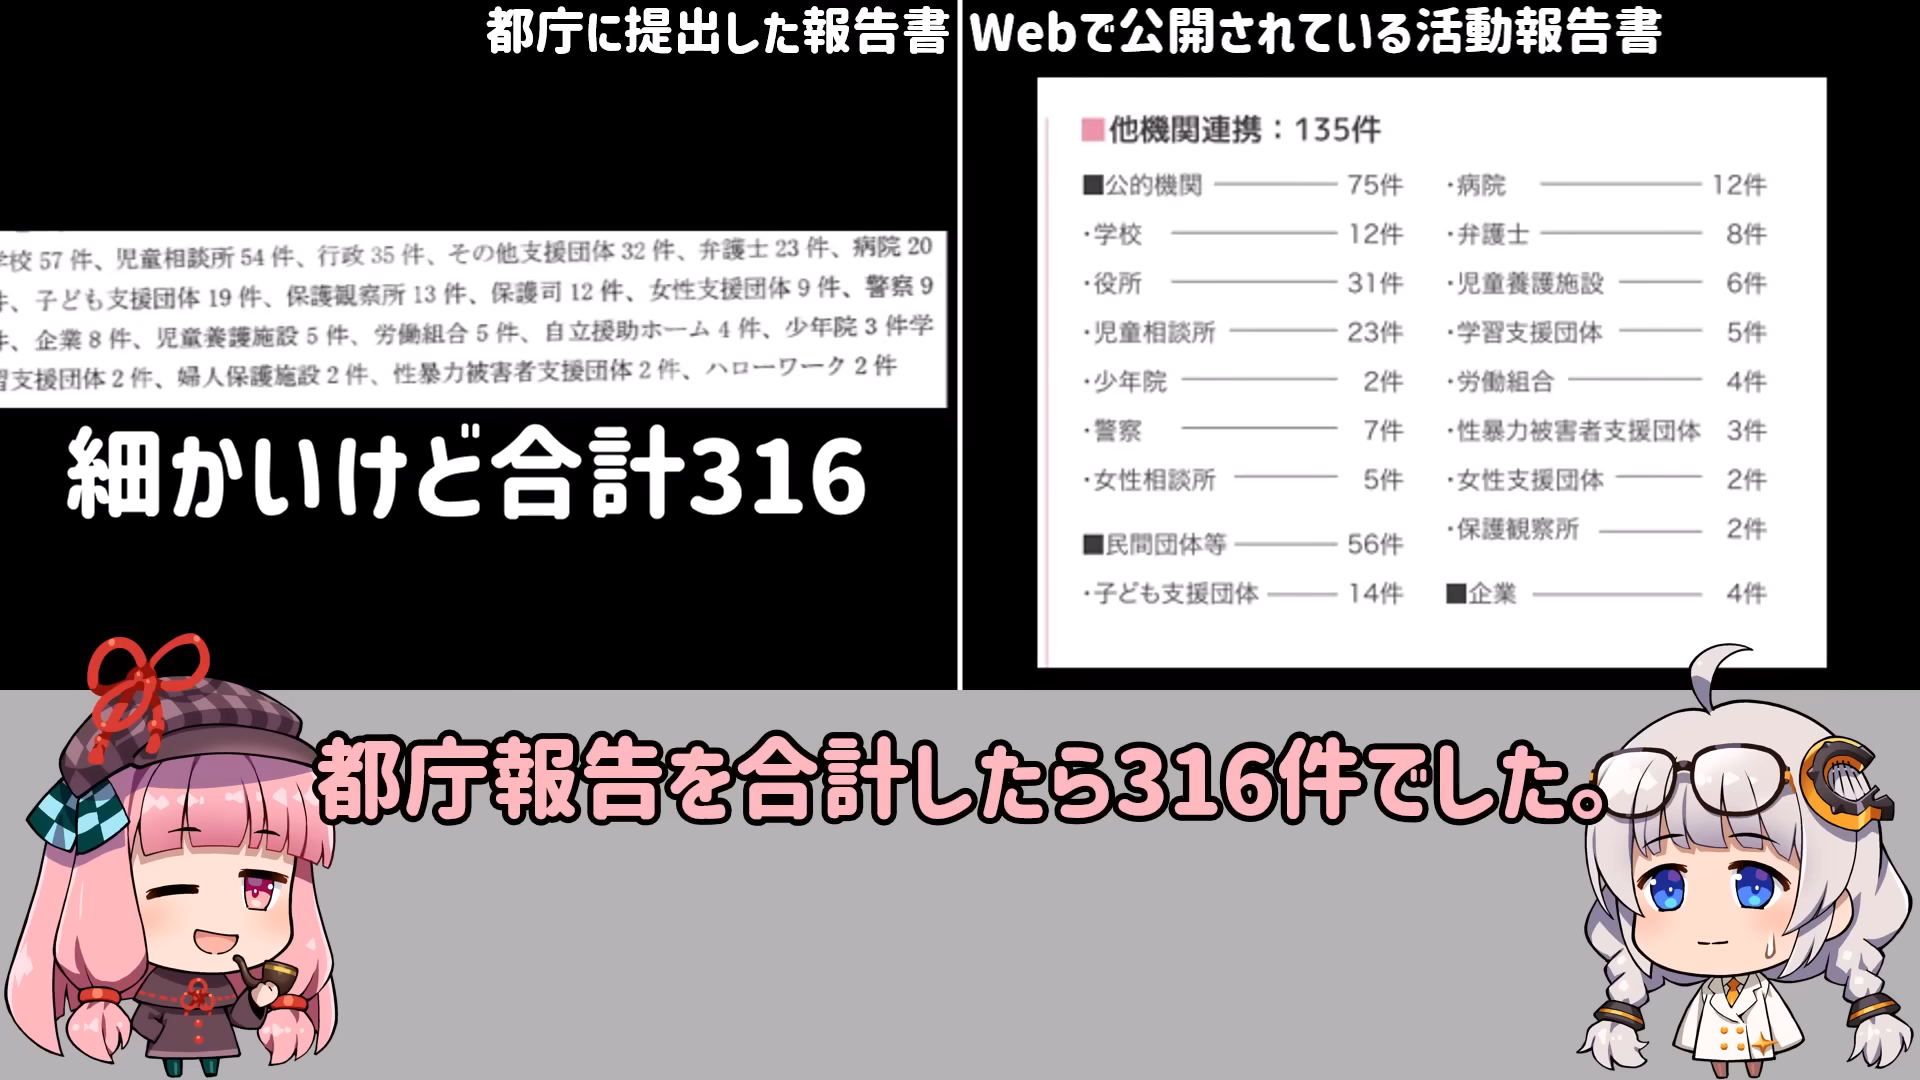 都庁に提出した報告書
校 57 件、児童相談所 54 件、行政 35 件、その他支援団体 32 件、弁護士 23 件、病院 20
件、子ども支援団体 19 件、保護観察所 13 件、保護司 12 件、女性支援団体 9 件、警察 9
件、企業 8 件、児童養護施設 5 件、労働組合 5 件、自立援助ホーム 4 件、少年院 3 件学
習支援団体 2 件、婦人保護施設 2 件、性暴力被害者支援団体 2 件、ハローワーク 2 件
細かいけど合計316
Webで公開されている活動報告書
■他機関連携：135件
■公的機関 75件
・学校 12件
・役所 31件
・児童相談所 23件
・少年院 2件
・警察 7件
・女性相談所 5件
■民間団体等 56件
・子ども支援団体 14件
・病院 12件
・弁護士 8件
・児童養護施設 6件
・学習支援団体 5件
・労働組合 4件
・性暴力被害者支援団体 3件
・女性支援団体 2件
・保護観察所 2件
■企業 4件
都庁報告を合計したら316件でした。